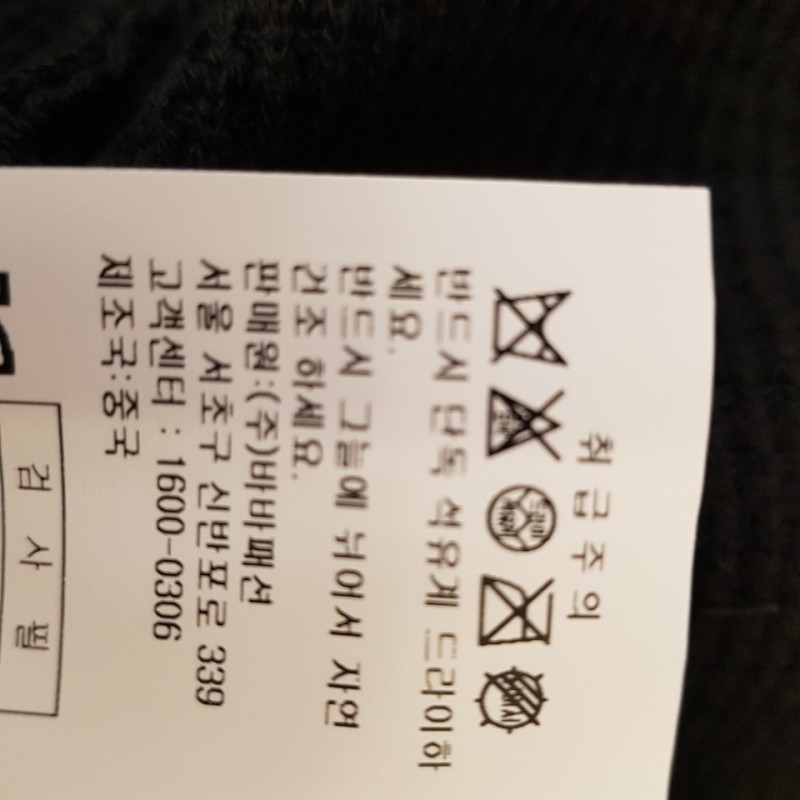 취급주의
반드시 단독 석유계 드라이하
세요.
반드시 그늘에 뉘어서 자연
건조 하세요.
판매원:(주)바바패션
서울 서초구 신반포로 339
고객센터 : 1600-0306
제조국:중국
검 사 필